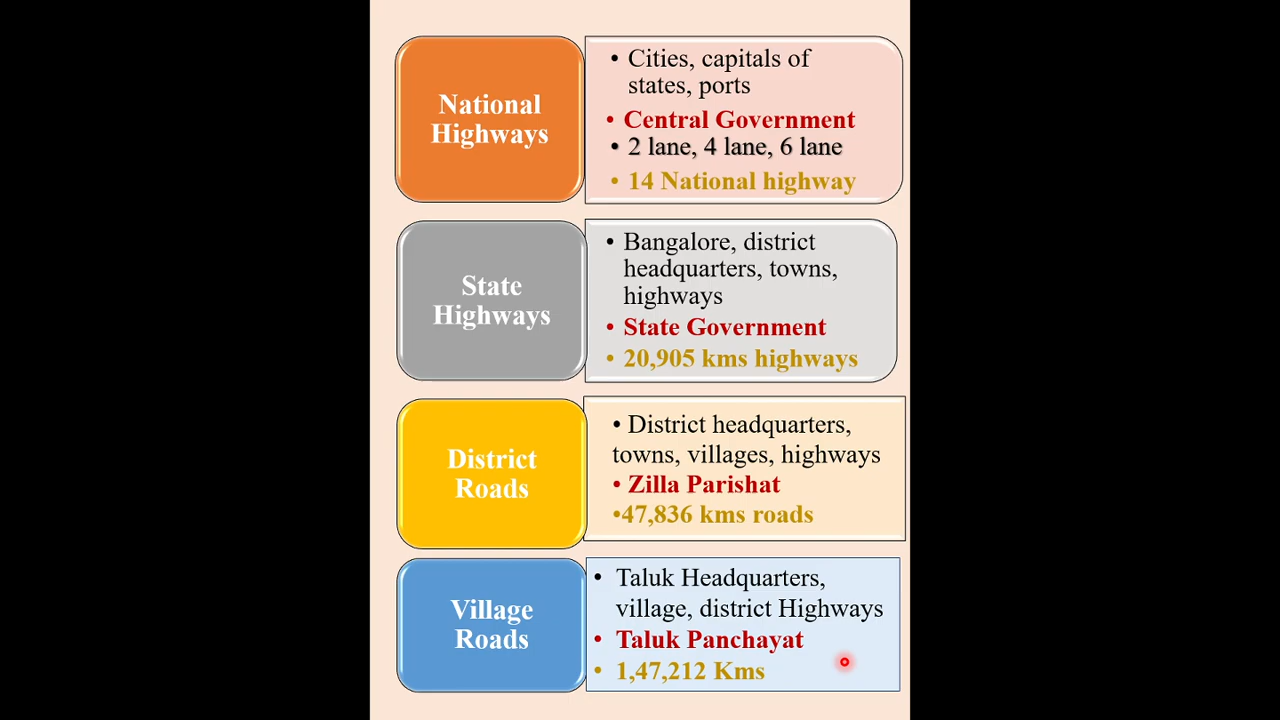 National
Highways
• Cities, capitals of
states, ports
• Central Government
• 2 lane, 4 lane, 6 lane
• 14 National highway
State
Highways
• Bangalore, district
headquarters, towns,
highways
• State Government
• 20,905 kms highways
District
Roads
• District headquarters,
towns, villages, highways
• Zilla Parishat
•47,836 kms roads
Village
Roads
• Taluk Headquarters,
village, district Highways
• Taluk Panchayat
• 1,47,212 Kms